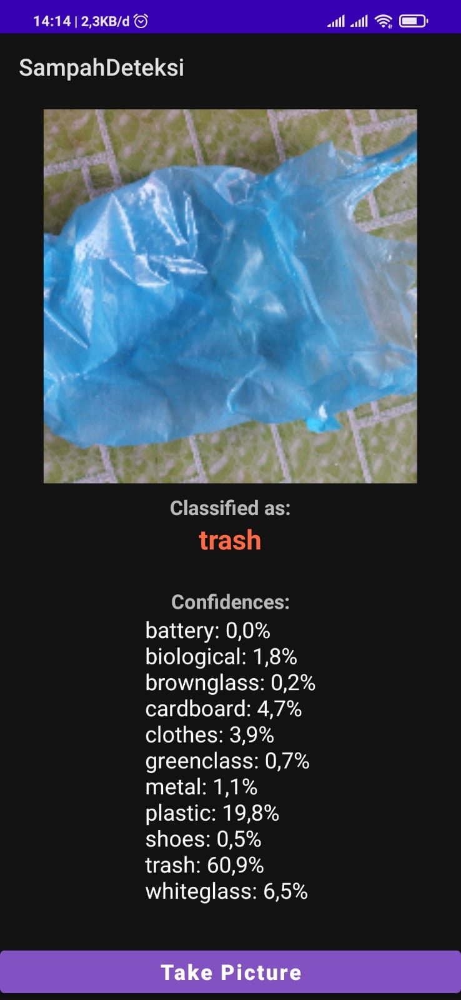 14:14 | 2,3KB/d
SampahDeteksi
Classified as:
trash
Confidences:
battery: 0,0%
biological: 1,8%
brownglass: 0,2%
cardboard: 4,7%
clothes: 3,9%
greenclass: 0,7%
metal: 1,1%
plastic: 19,8%
shoes: 0,5%
trash: 60,9%
whiteglass: 6,5%
Take Picture